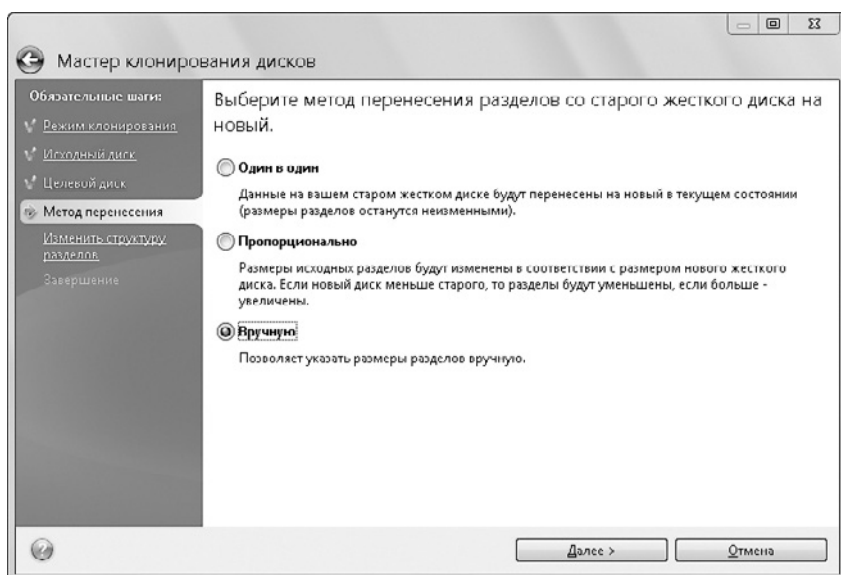 Мастер клонирования дисков
Обязательные шаги:
Режим клонирования
Исходный диск
Целевой диск
Метод перенесения
Изменить структуру
разделов
Завершение
Выберите метод перенесения разделов со старого жесткого диска на
новый.
Один в один
Данные на вашем старом жестком диске будут перенесены на новый в текущем состоянии
(размеры разделов останутся неизменными).
Пропорционально
Размеры исходных разделов будут изменены в соответствии с размером нового жесткого
диска. Если новый диск меньше старого, то разделы будут уменьшены, если больше -
увеличены.
Вручную
Позволяет указать размеры разделов вручную.
Далее >
Отмена